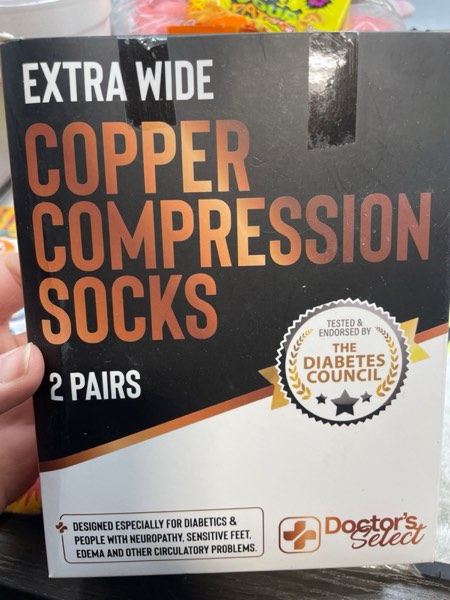 EXTRA WIDE
COPPER
COMPRESSION
SOCKS
2 PAIRS
TESTED &
ENDORSED BY
THE
DIABETES
COUNCIL
DESIGNED ESPECIALLY FOR DIABETICS &
PEOPLE WITH NEUROPATHY, SENSITIVE FEET,
EDEMA AND OTHER CIRCULATORY PROBLEMS.
Doctor's
Select